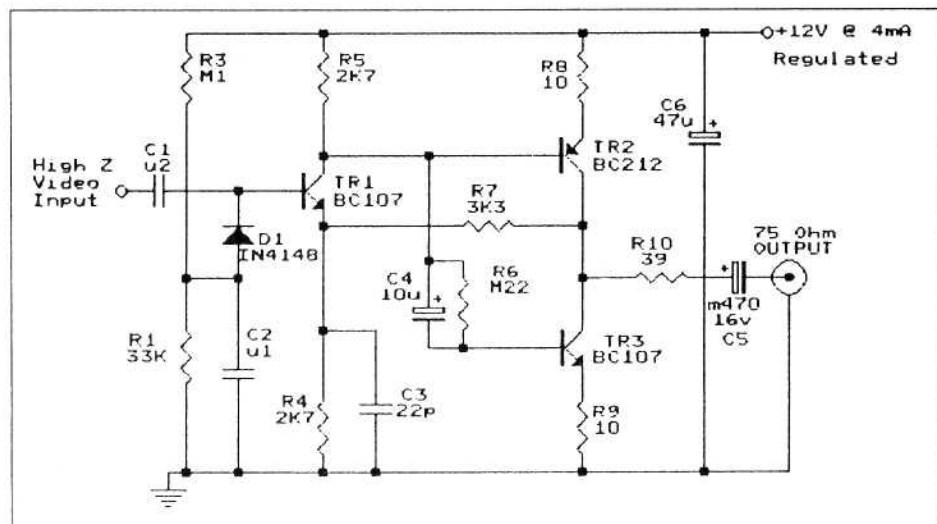 +12V @ 4mA
Regulated
R3
M1
R5
2K7
R8
10
C6
47u
+
C1
u2
High Z
Video
Input
TR1
BC107
TR2
BC212
R7
3K3
D1
IN4148
75 Ohm
OUTPUT
R10
39
+
m470
16v
C5
C4
10u
+
R6
M22
R1
33K
C2
u1
TR3
BC107
R4
2K7
C3
22p
R9
10